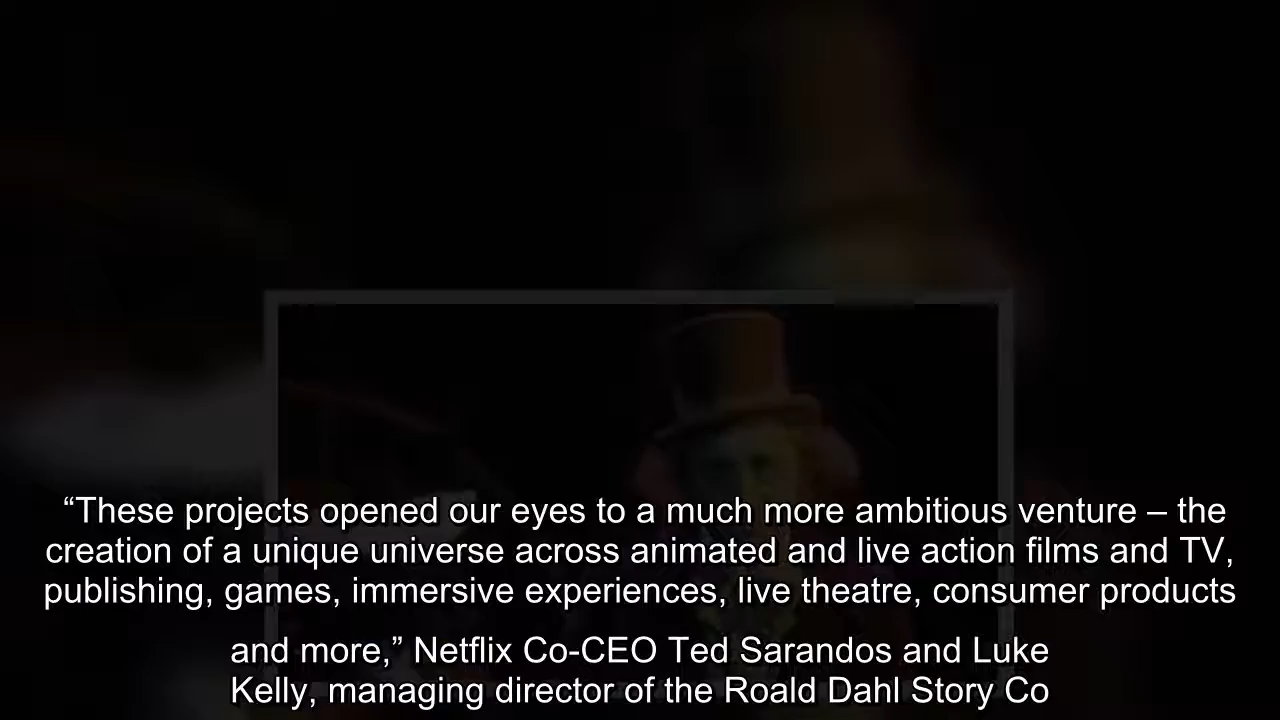 “These projects opened our eyes to a much more ambitious venture – the
creation of a unique universe across animated and live action films and TV,
publishing, games, immersive experiences, live theatre, consumer products
and more,” Netflix Co-CEO Ted Sarandos and Luke
Kelly, managing director of the Roald Dahl Story Co